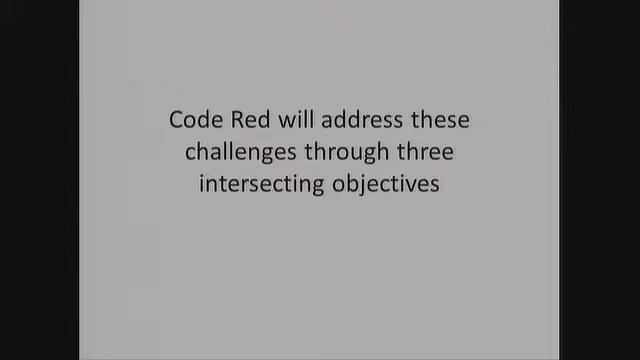 Code Red will address these
challenges through three
intersecting objectives